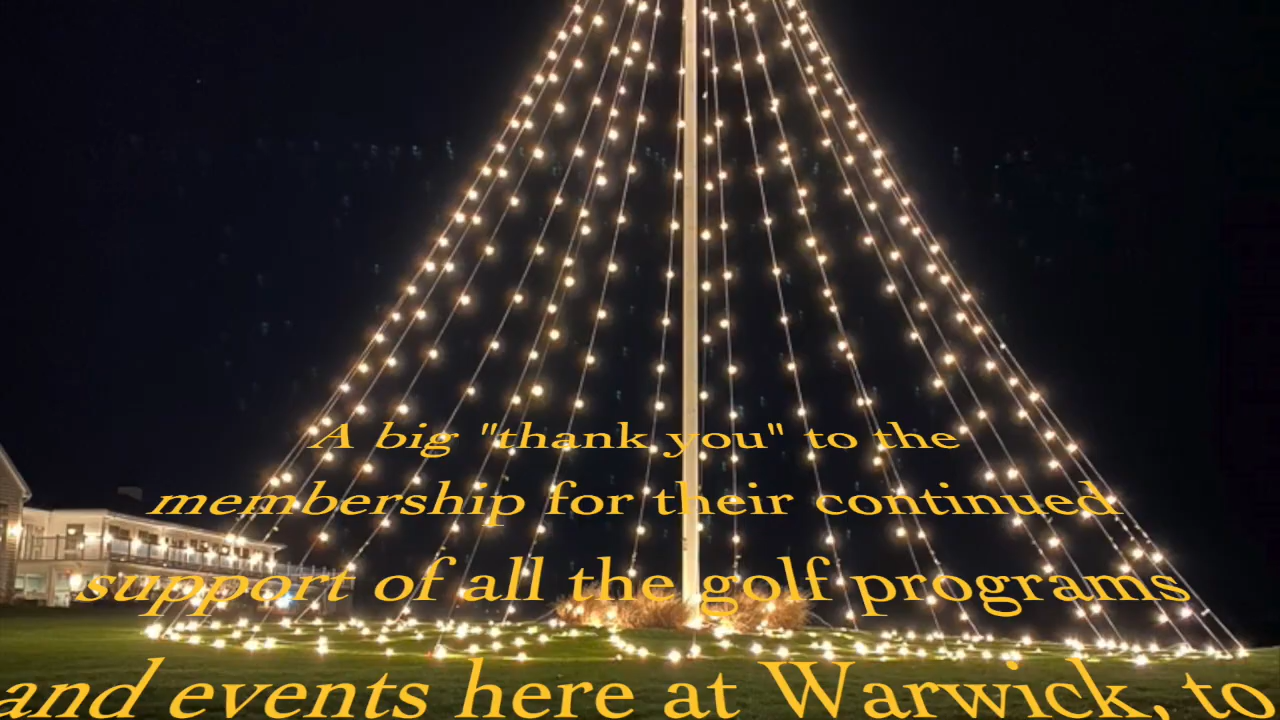 A big "thank you" to the
membership for their continued
support of all the golf programs
and events here at Warwick, to